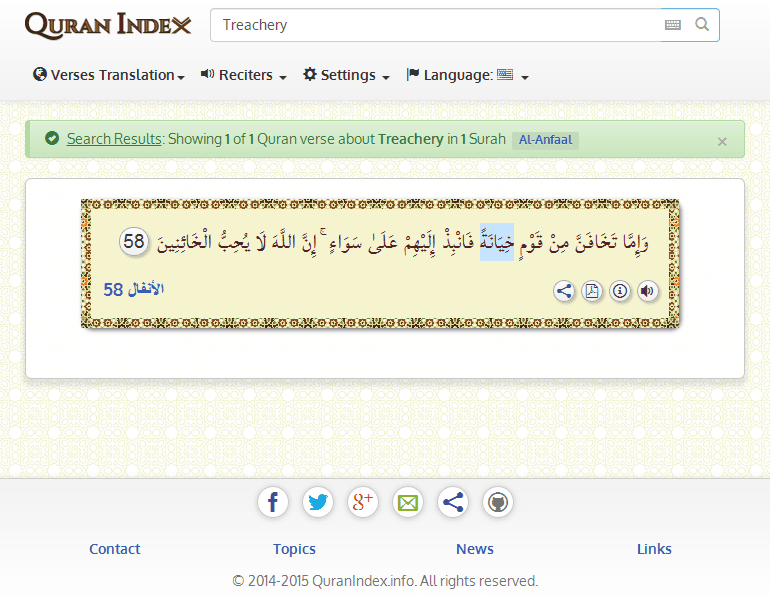 Quran Index
Treachery
Verses Translation
Reciters
Settings
Language:
Search Results: Showing 1 of 1 Quran verse about Treachery in 1 Surah Al-Anfaal
×
وَإِمَّا تَخَافَنَّ مِنْ قَوْمٍ خِيَانَةً فَانْبِذْ إِلَيْهِمْ عَلَىٰ سَوَاءٍ ۚ إِنَّ اللَّهَ لَا يُحِبُّ الْخَائِنِينَ 58
الأنفال 58
Contact
Topics
News
Links
© 2014-2015 QuranIndex.info. All rights reserved.